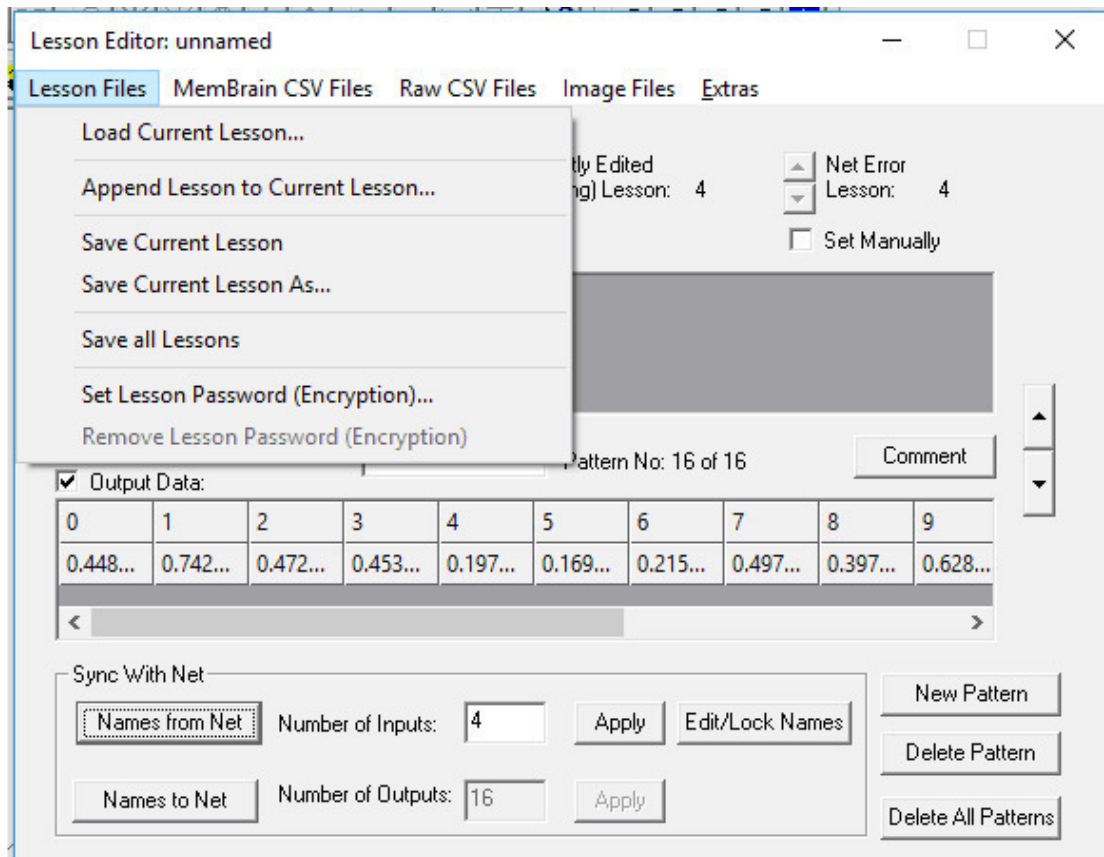 Lesson Editor: unnamed
Lesson Files MemBrain CSV Files Raw CSV Files Image Files Extras
Load Current Lesson...
Append Lesson to Current Lesson...
Save Current Lesson
Save Current Lesson As...
Save all Lessons
Set Lesson Password (Encryption)...
Remove Lesson Password (Encryption)
Edited
Lesson: 4
Net Error
Lesson: 4
Set Manually
Pattern No: 16 of 16
Comment
Output Data:
0 1 2 3 4 5 6 7 8 9
0.448... 0.742... 0.472... 0.453... 0.197... 0.169... 0.215... 0.497... 0.397... 0.628...
Sync With Net
Names from Net Number of Inputs: 4 Apply Edit/Lock Names
Names to Net Number of Outputs: 16 Apply
New Pattern
Delete Pattern
Delete All Patterns